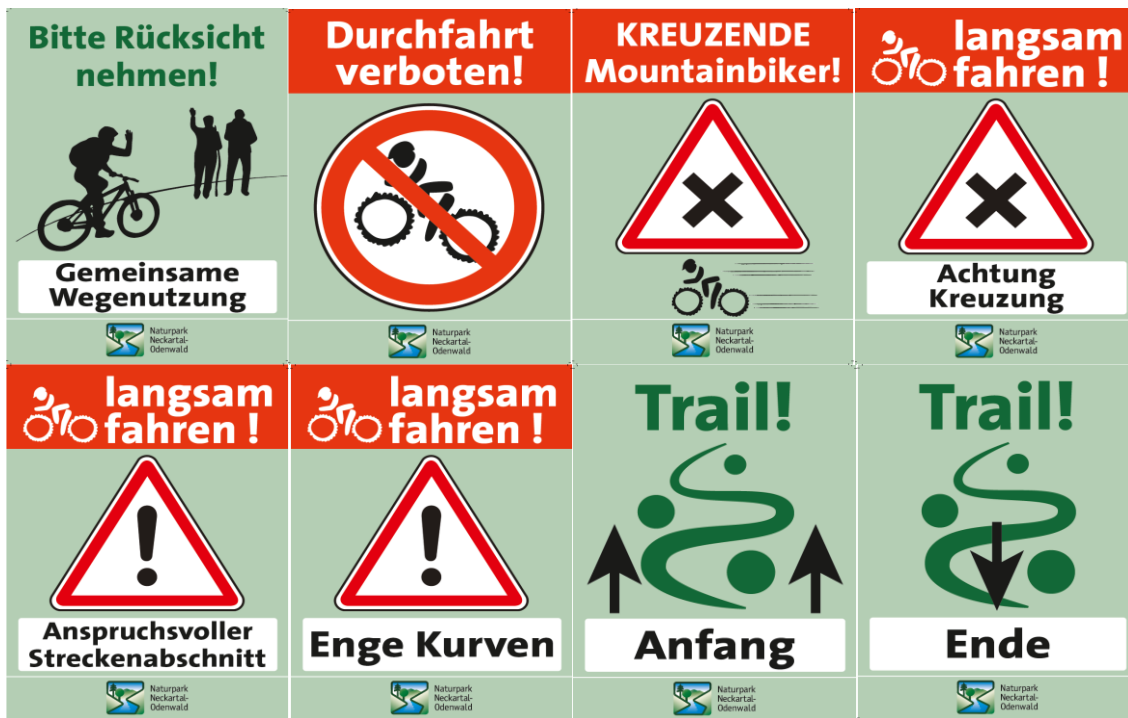 Bitte Rücksicht
nehmen!
Gemeinsame
Wegenutzung
Naturpark
Neckartal-
Odenwald
Durchfahrt
verboten!
Naturpark
Neckartal-
Odenwald
KREUZENDE
Mountainbiker!
Naturpark
Neckartal-
Odenwald
langsam
fahren !
Achtung
Kreuzung
Naturpark
Neckartal-
Odenwald
langsam
fahren !
Anspruchsvoller
Streckenabschnitt
Naturpark
Neckartal-
Odenwald
langsam
fahren !
Enge Kurven
Naturpark
Neckartal-
Odenwald
Trail!
Anfang
Naturpark
Neckartal-
Odenwald
Trail!
Ende
Naturpark
Neckartal-
Odenwald